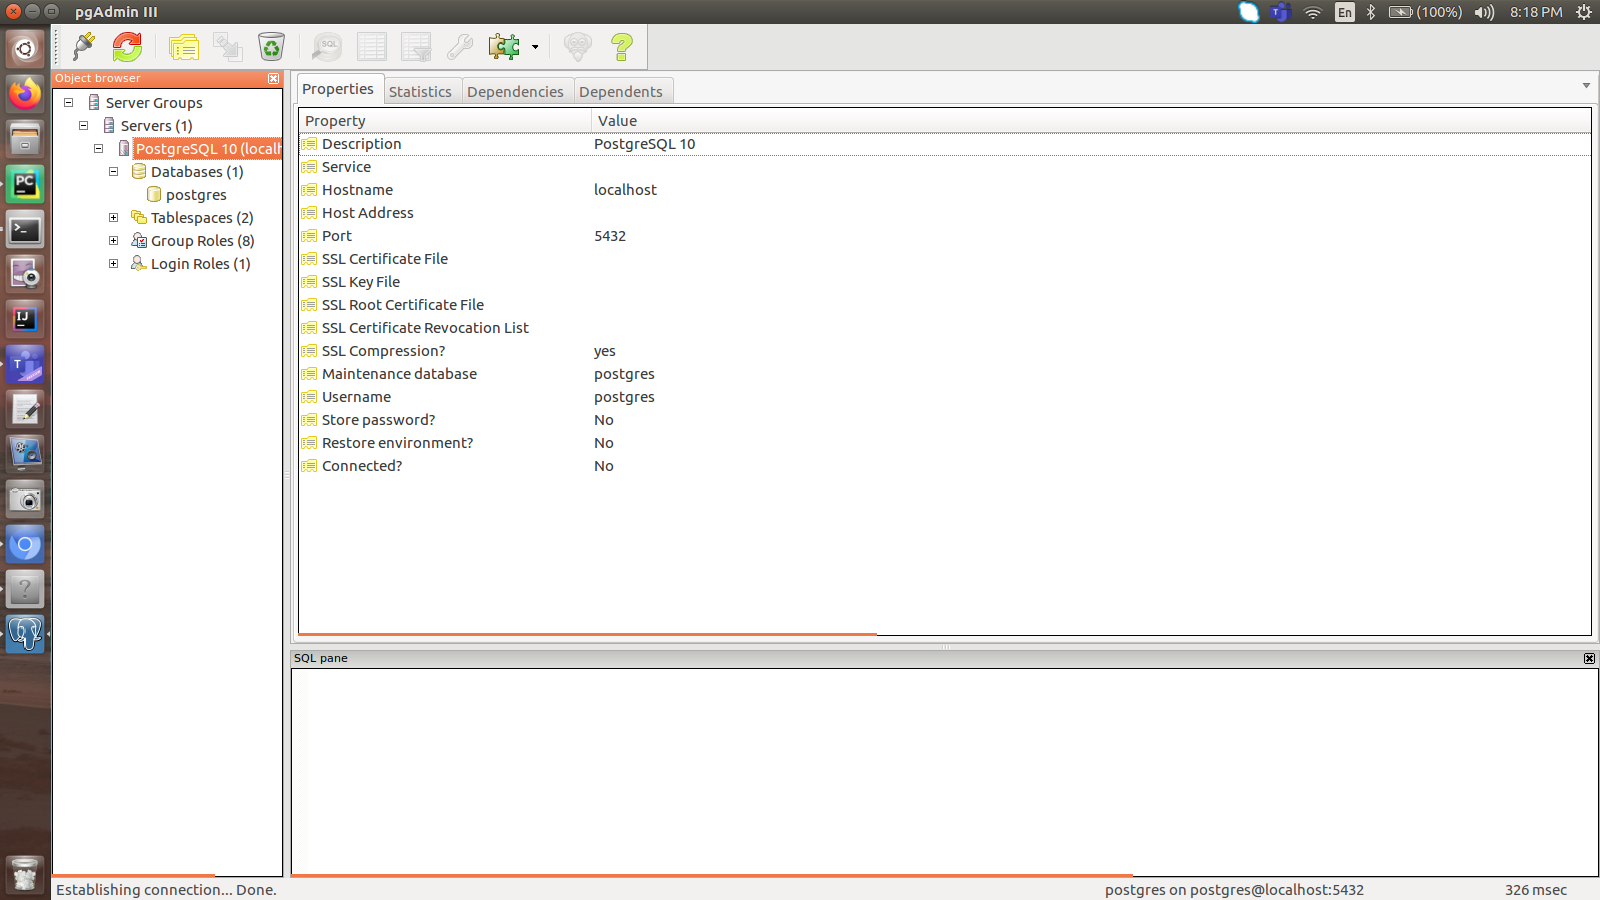 pgAdmin III
En
(100%)
8:18 PM
SQL
Object browser
Server Groups
Servers (1)
PostgreSQL 10 (localh
Databases (1)
postgres
Tablespaces (2)
Group Roles (8)
Login Roles (1)
PC
IJ
T
Properties
Statistics
Dependencies
Dependents
Property Value
Description PostgreSQL 10
Service
Hostname localhost
Host Address
Port 5432
SSL Certificate File
SSL Key File
SSL Root Certificate File
SSL Certificate Revocation List
SSL Compression? yes
Maintenance database postgres
Username postgres
Store password? No
Restore environment? No
Connected? No
SQL pane
Establishing connection... Done.
postgres on postgres@localhost:5432
326 msec